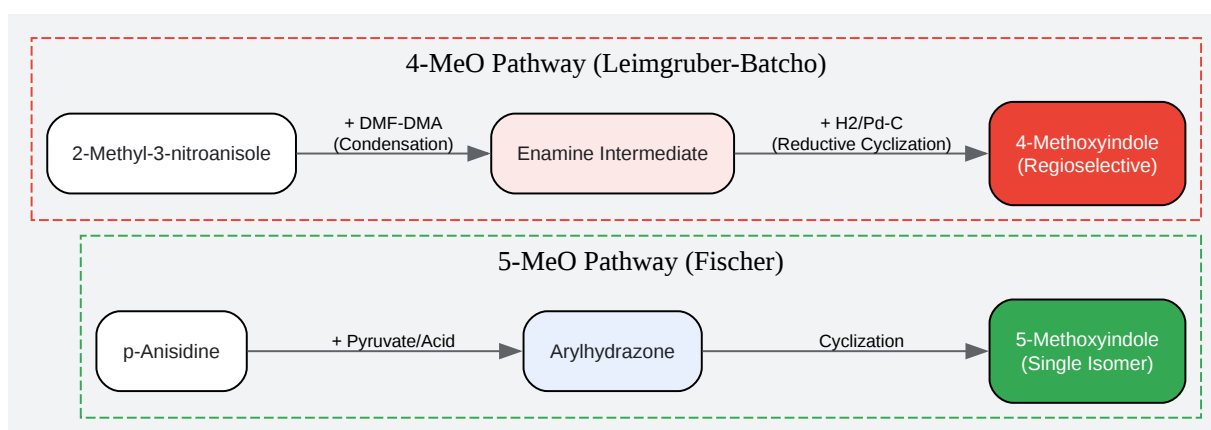 4-MeO Pathway (Leimgruber-Batcho)
2-Methyl-3-nitroanisole
+ DMF-DMA
(Condensation)
Enamine Intermediate
+ H2/Pd-C
(Reductive Cyclization)
4-Methoxyindole
(Regioselective)
5-MeO Pathway (Fischer)
p-Anisidine
+ Pyruvate/Acid
Arylhydrazone
Cyclization
5-Methoxyindole
(Single Isomer)